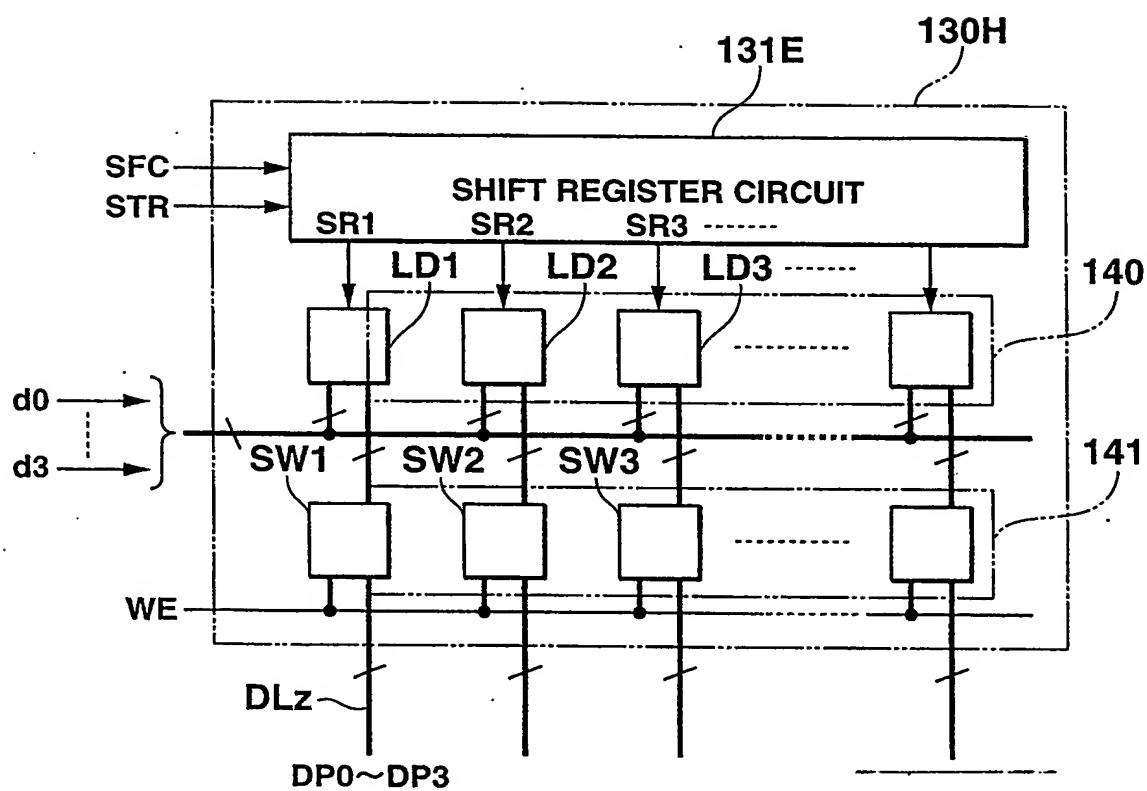 130H
131E
SFC
STR
SHIFT REGISTER CIRCUIT
SR1 SR2 SR3
LD1 LD2 LD3
140
d0
d3
SW1 SW2 SW3
141
WE
DLz
DP0~DP3